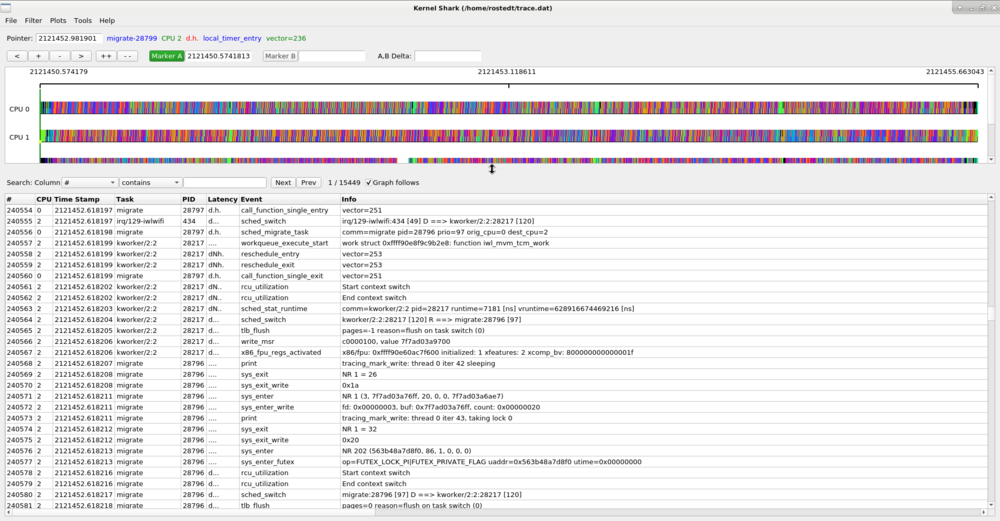 Kernel Shark (/home/rostedt/trace.dat)
File Filter Plots Tools Help
Pointer: 2121452.981901 migrate-28799 CPU 2 d.h. local_timer_entry vector=236
< + - > ++ - - Marker A 2121450.5741813 Marker B A,B Delta:
2121450.574179 2121453.118611 2121455.663043
CPU 0
CPU 1
Search: Column # contains Next Prev 1 / 15449 Graph follows
# CPU Time Stamp Task PID Latency Event Info
240554 0 2121452.618197 migrate 28797 d.h. call_function_single_entry vector=251
240555 2 2121452.618197 irq/129-iwlwifi 434 d... sched_switch irq/129-iwlwifi:434 [49] D ==> kworker/2:2:28217 [120]
240556 0 2121452.618198 migrate 28797 d.h. sched_migrate_task comm=migrate pid=28796 prio=97 orig_cpu=0 dest_cpu=2
240557 2 2121452.618199 kworker/2:2 28217 .... workqueue_execute_start work struct 0xffff90e8f9c9b2e8: function iwl_mvm_tcm_work
240558 2 2121452.618199 kworker/2:2 28217 dNh. reschedule_entry vector=253
240559 2 2121452.618199 kworker/2:2 28217 dNh. reschedule_exit vector=253
240560 0 2121452.618199 migrate 28797 d.h. call_function_single_exit vector=251
240561 2 2121452.618202 kworker/2:2 28217 dN.. rcu_utilization Start context switch
240562 2 2121452.618202 kworker/2:2 28217 dN.. rcu_utilization End context switch
240563 2 2121452.618203 kworker/2:2 28217 dN.. sched_stat_runtime comm=kworker/2:2 pid=28217 runtime=7181 [ns] vruntime=628916674469216 [ns]
240564 2 2121452.618204 kworker/2:2 28217 d... sched_switch kworker/2:2:28217 [120] R ==> migrate:28796 [97]
240565 2 2121452.618205 kworker/2:2 28217 d... tlb_flush pages=-1 reason=flush on task switch (0)
240566 2 2121452.618206 kworker/2:2 28217 d... write_msr c0000100, value 7f7ad03a9700
240567 2 2121452.618206 kworker/2:2 28217 d... x86_fpu_regs_activated x86/fpu: 0xffff90e60ac7f600 initialized: 1 xfeatures: 2 xcomp_bv: 800000000000001f
240568 2 2121452.618207 migrate 28796 .... print tracing_mark_write: thread 0 iter 42 sleeping
240569 2 2121452.618208 migrate 28796 .... sys_exit NR 1 = 26
240570 2 2121452.618208 migrate 28796 .... sys_exit_write 0x1a
240571 2 2121452.618211 migrate 28796 .... sys_enter NR 1 (3, 7f7ad03a76ff, 20, 0, 0, 7f7ad03a6ae7)
240572 2 2121452.618211 migrate 28796 .... sys_enter_write fd: 0x00000003, buf: 0x7f7ad03a76ff, count: 0x00000020
240573 2 2121452.618211 migrate 28796 .... print tracing_mark_write: thread 0 iter 43, taking lock 0
240574 2 2121452.618212 migrate 28796 .... sys_exit NR 1 = 32
240575 2 2121452.618212 migrate 28796 .... sys_exit_write 0x20
240576 2 2121452.618213 migrate 28796 .... sys_enter NR 202 (563b48a7d8f0, 86, 1, 0, 0, 0)
240577 2 2121452.618213 migrate 28796 .... sys_enter_futex op=FUTEX_LOCK_PI|FUTEX_PRIVATE_FLAG uaddr=0x563b48a7d8f0 utime=0x00000000
240578 2 2121452.618216 migrate 28796 d... rcu_utilization Start context switch
240579 2 2121452.618216 migrate 28796 d... rcu_utilization End context switch
240580 2 2121452.618217 migrate 28796 d... sched_switch migrate:28796 [97] D ==> kworker/2:2:28217 [120]
240581 2 2121452.618218 migrate 28796 d... tlb_flush pages=0 reason=flush on task switch (0)